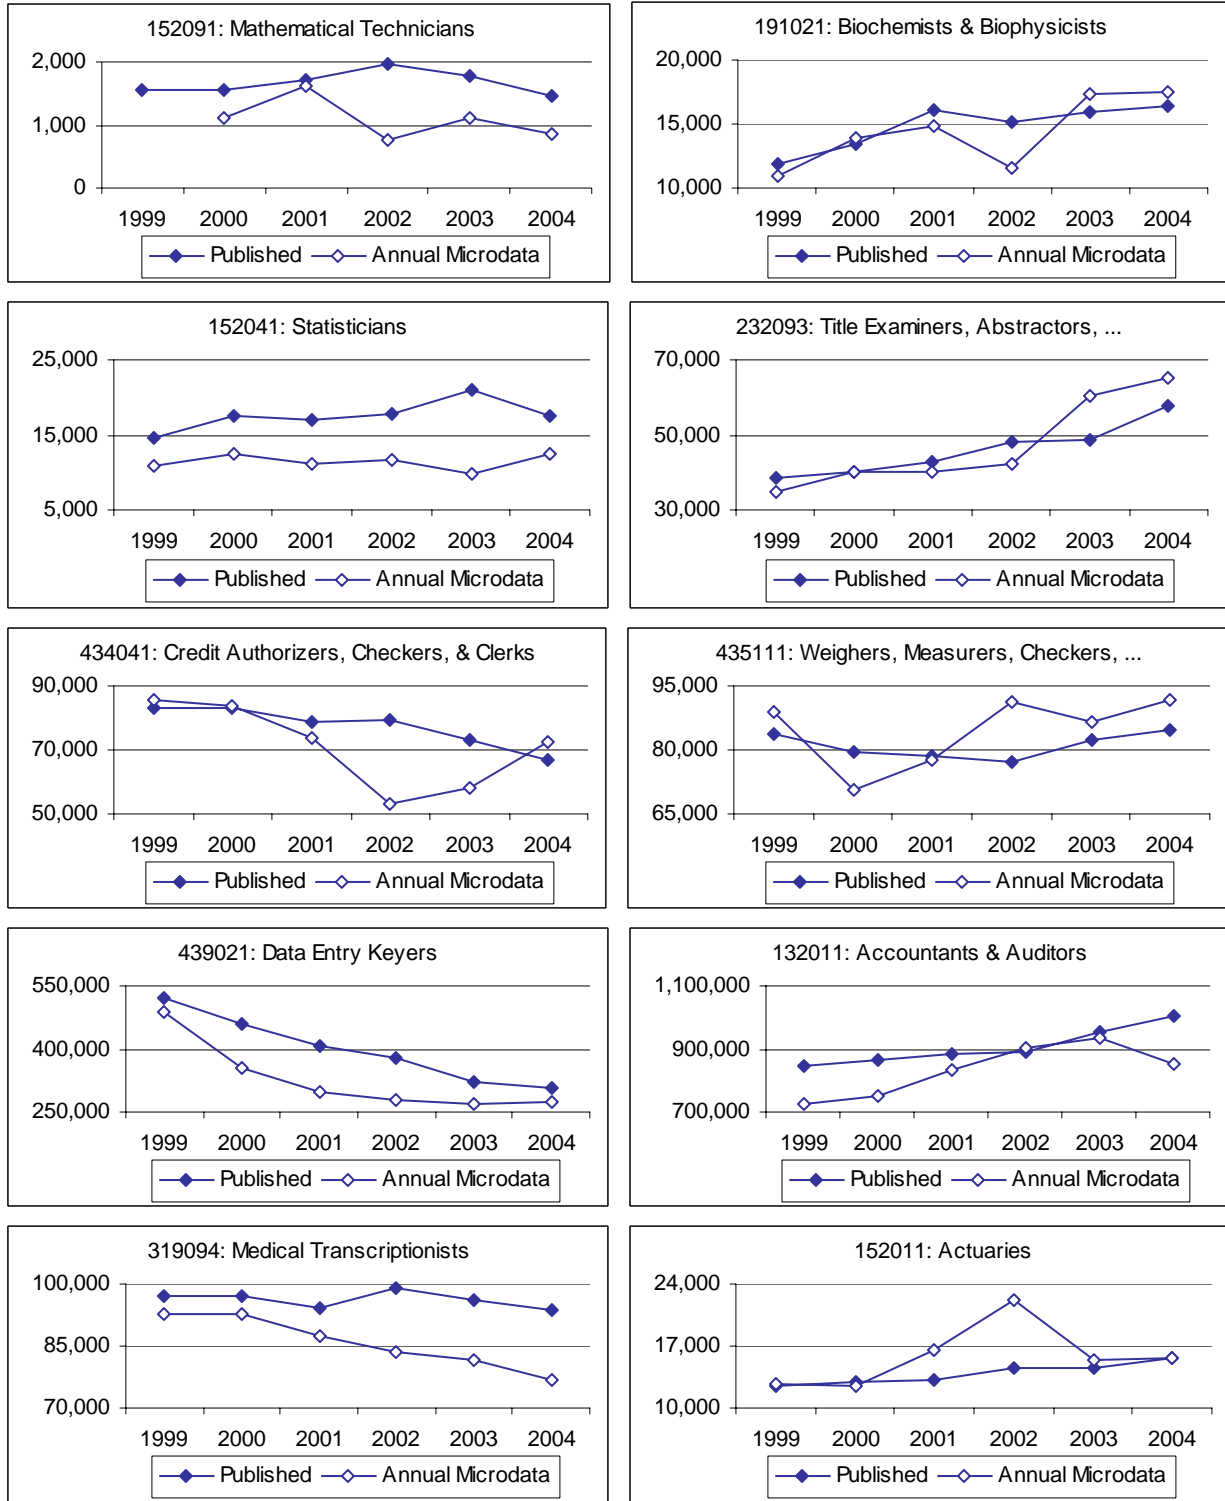 152091: Mathematical Technicians
2,000
1,000
0
1999 2000 2001 2002 2003 2004
Published Annual Microdata
191021: Biochemists & Biophysicists
20,000
15,000
10,000
1999 2000 2001 2002 2003 2004
Published Annual Microdata
152041: Statisticians
25,000
15,000
5,000
1999 2000 2001 2002 2003 2004
Published Annual Microdata
232093: Title Examiners, Abstractors, ...
70,000
50,000
30,000
1999 2000 2001 2002 2003 2004
Published Annual Microdata
434041: Credit Authorizers, Checkers, & Clerks
90,000
70,000
50,000
1999 2000 2001 2002 2003 2004
Published Annual Microdata
435111: Weighers, Measurers, Checkers, ...
95,000
80,000
65,000
1999 2000 2001 2002 2003 2004
Published Annual Microdata
439021: Data Entry Keyers
550,000
400,000
250,000
1999 2000 2001 2002 2003 2004
Published Annual Microdata
132011: Accountants & Auditors
1,100,000
900,000
700,000
1999 2000 2001 2002 2003 2004
Published Annual Microdata
319094: Medical Transcriptionists
100,000
85,000
70,000
1999 2000 2001 2002 2003 2004
Published Annual Microdata
152011: Actuaries
24,000
17,000
10,000
1999 2000 2001 2002 2003 2004
Published Annual Microdata